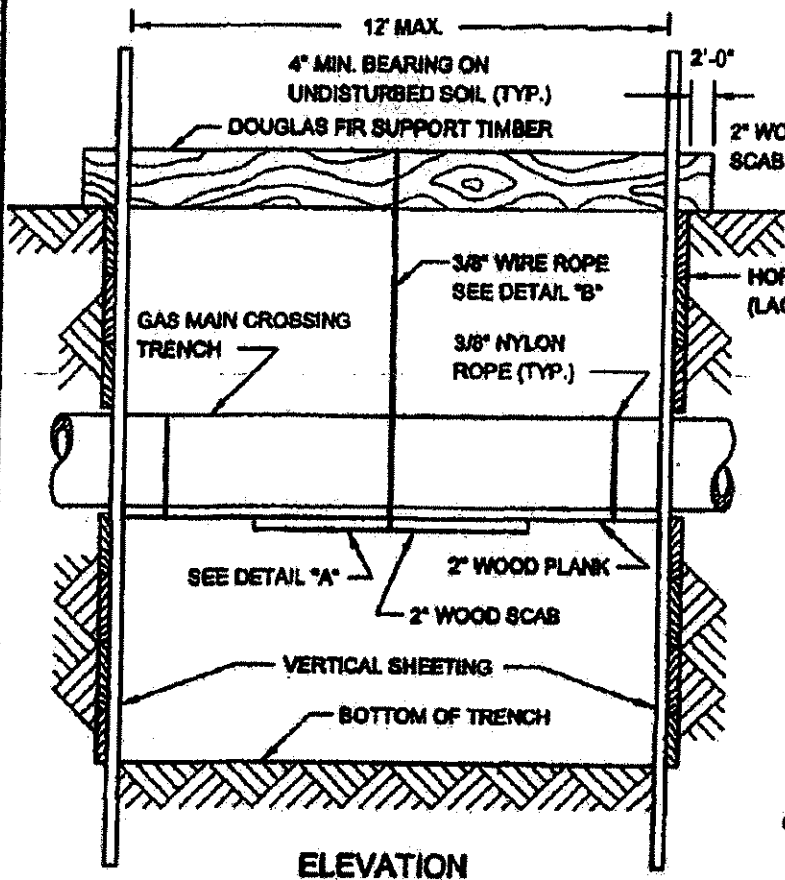 12' MAX.
4" MIN. BEARING ON
UNDISTURBED SOIL (TYP.)
2'-0"
DOUGLAS FIR SUPPORT TIMBER
2" WO
SCAB
3/8" WIRE ROPE
SEE DETAIL "B"
HOR
(LAG
GAS MAIN CROSSING
TRENCH
3/8" NYLON
ROPE (TYP.)
SEE DETAIL "A"
2" WOOD PLANK
2" WOOD SCAB
VERTICAL SHEETING
BOTTOM OF TRENCH
ELEVATION